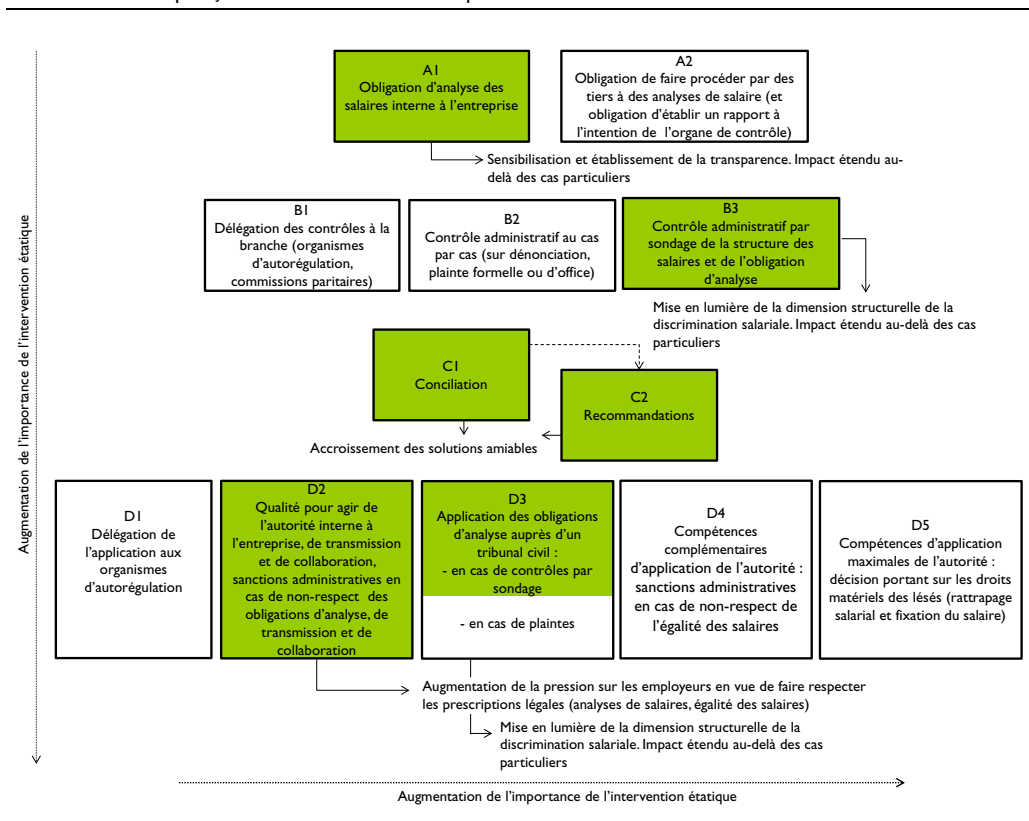 A1
Obligation d'analyse des
salaires interne à l'entreprise
A2
Obligation de faire procéder par des
tiers à des analyses de salaire (et
obligation d'établir un rapport à
l'intention de l'organe de contrôle)
Sensibilisation et établissement de la transparence. Impact étendu au-
delà des cas particuliers
B1
Délégation des contrôles à la
branche (organismes
d'autorégulation,
commissions paritaires)
B2
Contrôle administratif au cas
par cas (sur dénonciation,
plainte formelle ou d'office)
B3
Contrôle administratif par
sondage de la structure des
salaires et de l'obligation
d'analyse
Mise en lumière de la dimension structurelle de la
discrimination salariale. Impact étendu au-delà des cas
particuliers
C1
Conciliation
C2
Recommandations
Accroissement des solutions amiables
D1
Délégation de
l'application aux
organismes
d'autorégulation
D2
Qualité pour agir de
l'autorité interne à
l'entreprise, de transmission
et de collaboration,
sanctions administratives en
cas de non-respect des
obligations d'analyse, de
transmission et de
collaboration
D3
Application des obligations
d'analyse auprès d'un
tribunal civil :
- en cas de contrôles par
sondage
- en cas de plaintes
D4
Compétences
complémentaires
d'application de l'autorité :
sanctions administratives
en cas de non-respect de
l'égalité des salaires
D5
Compétences d'application
maximales de l'autorité :
décision portant sur les droits
matériels des lésés (rattrapage
salarial et fixation du salaire)
Augmentation de la pression sur les employeurs en vue de faire respecter
les prescriptions légales (analyses de salaires, égalité des salaires)
Mise en lumière de la dimension structurelle de la
discrimination salariale. Impact étendu au-delà des cas
particuliers
Augmentation de l'importance de l'intervention étatique
Augmentation de l'importance de l'intervention étatique